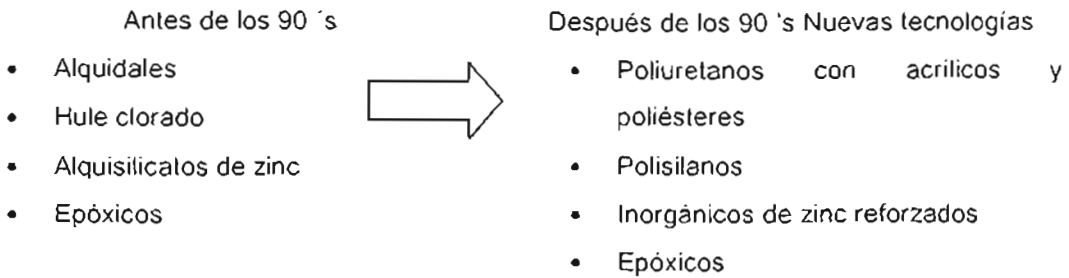 Antes de los 90 ´s
• Alquidales
• Hule clorado
• Alquisilicatos de zinc
• Epóxicos
Después de los 90 's Nuevas tecnologías
• Poliuretanos con acrílicos y
poliésteres
• Polisilanos
• Inorgánicos de zinc reforzados
• Epóxicos